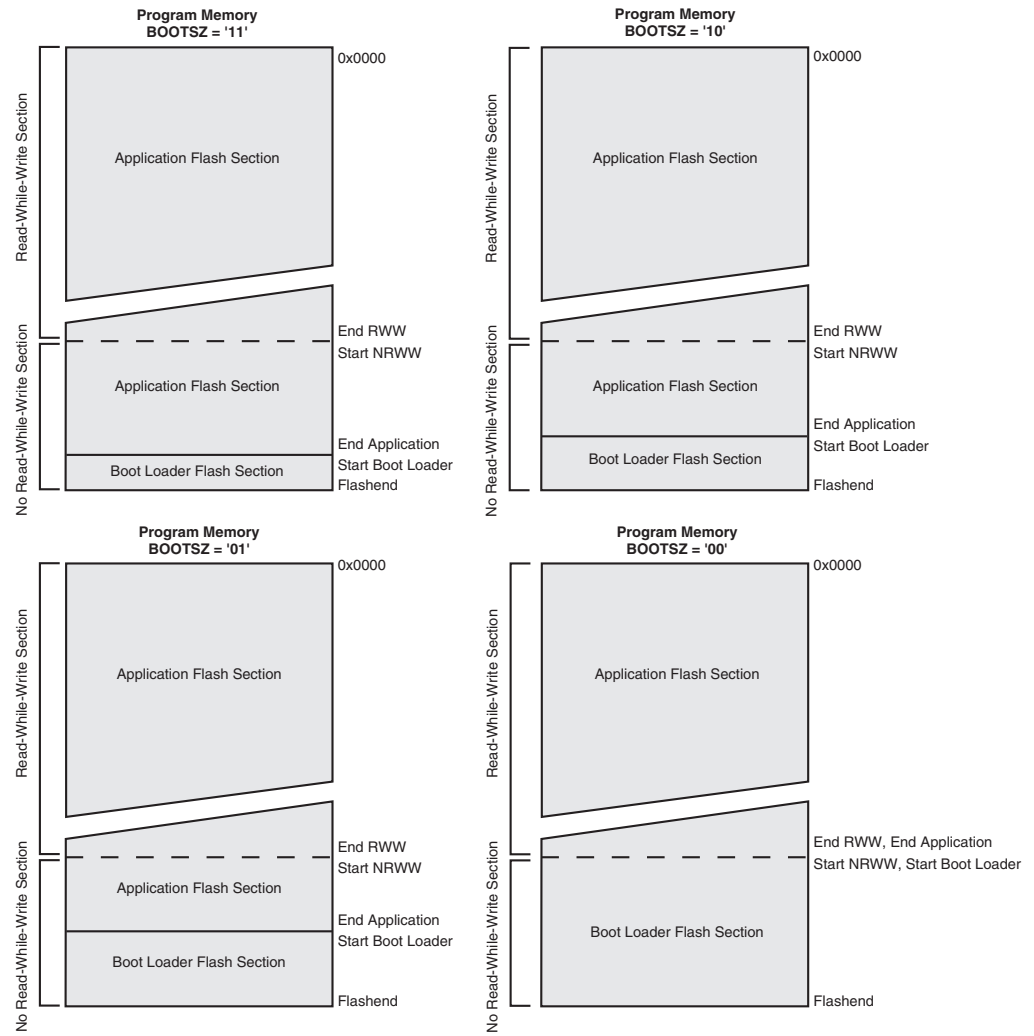 Program Memory
BOOTSZ = '11'
0x0000
Read-While-Write Section
Application Flash Section
End RWW
Start NRWW
No Read-While-Write Section
Application Flash Section
End Application
Start Boot Loader
Boot Loader Flash Section
Flashend
Program Memory
BOOTSZ = '10'
0x0000
Read-While-Write Section
Application Flash Section
End RWW
Start NRWW
No Read-While-Write Section
Application Flash Section
End Application
Start Boot Loader
Boot Loader Flash Section
Flashend
Program Memory
BOOTSZ = '01'
0x0000
Read-While-Write Section
Application Flash Section
End RWW
Start NRWW
No Read-While-Write Section
Application Flash Section
End Application
Start Boot Loader
Boot Loader Flash Section
Flashend
Program Memory
BOOTSZ = '00'
0x0000
Read-While-Write Section
Application Flash Section
End RWW, End Application
Start NRWW, Start Boot Loader
No Read-While-Write Section
Boot Loader Flash Section
Flashend